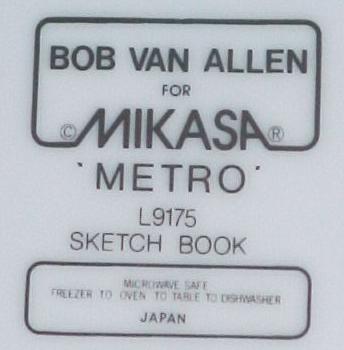 BOB VAN ALLEN
FOR
© MIKASA ®
'METRO'
L9175
SKETCH BOOK
MICROWAVE SAFE
FREEZER TO OVEN TO TABLE TO DISHWASHER
JAPAN